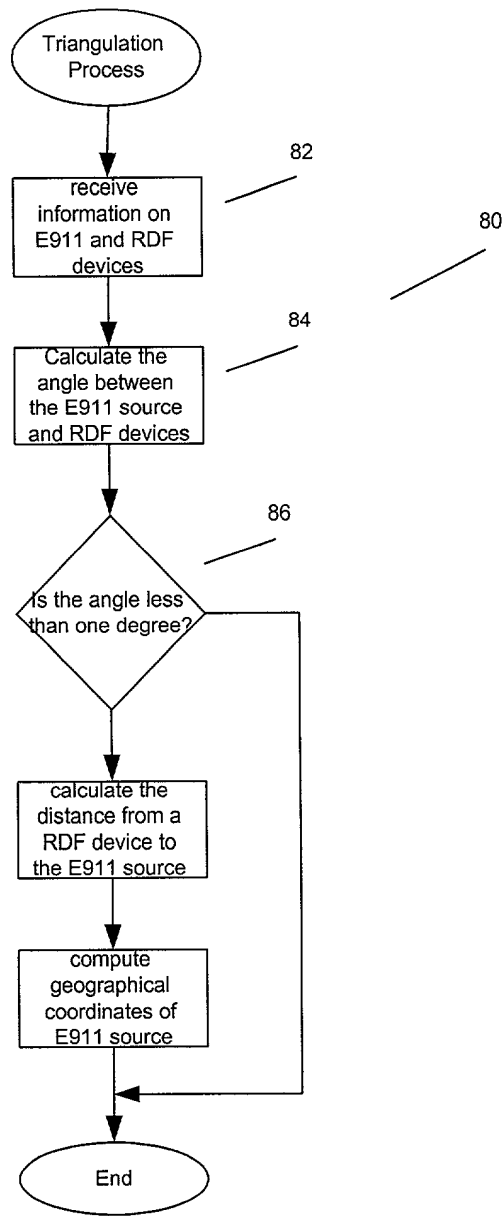 Triangulation
Process
82
receive
information on
E911 and RDF
devices
80
84
Calculate the
angle between
the E911 source
and RDF devices
86
Is the angle less
than one degree?
calculate the
distance from a
RDF device to
the E911 source
compute
geographical
coordinates of
E911 source
End